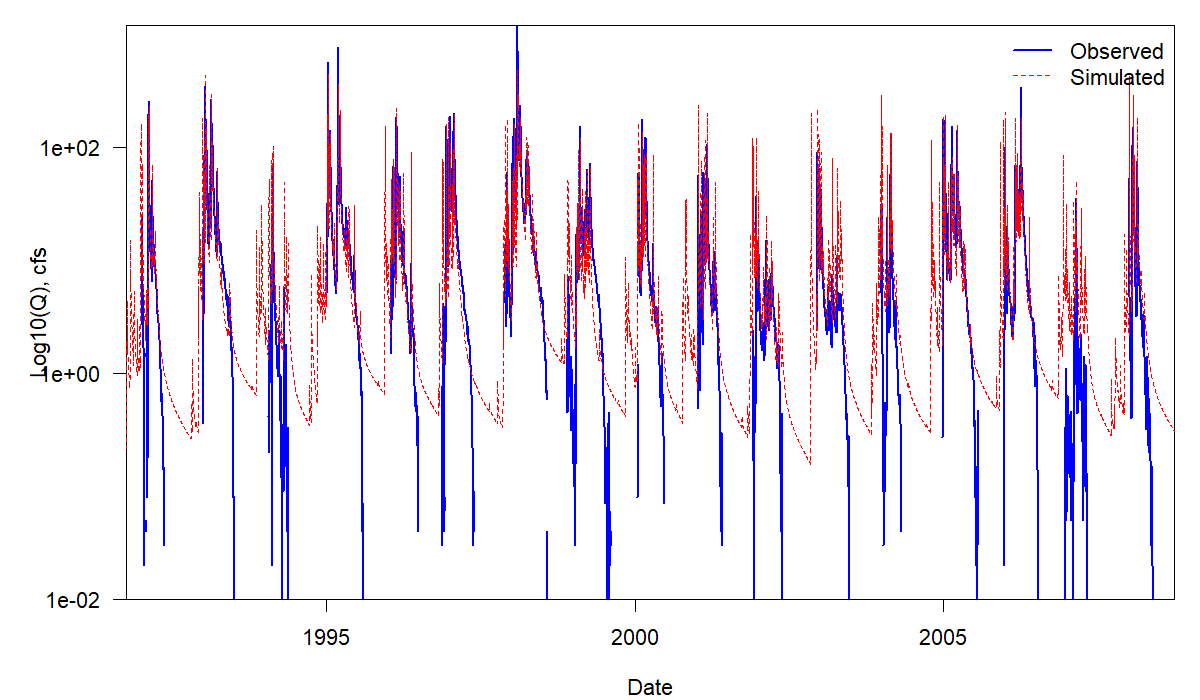 Observed
Simulated
1e+02
1e+00
1e-02
Log10(Q), cfs
1995
2000
2005
Date